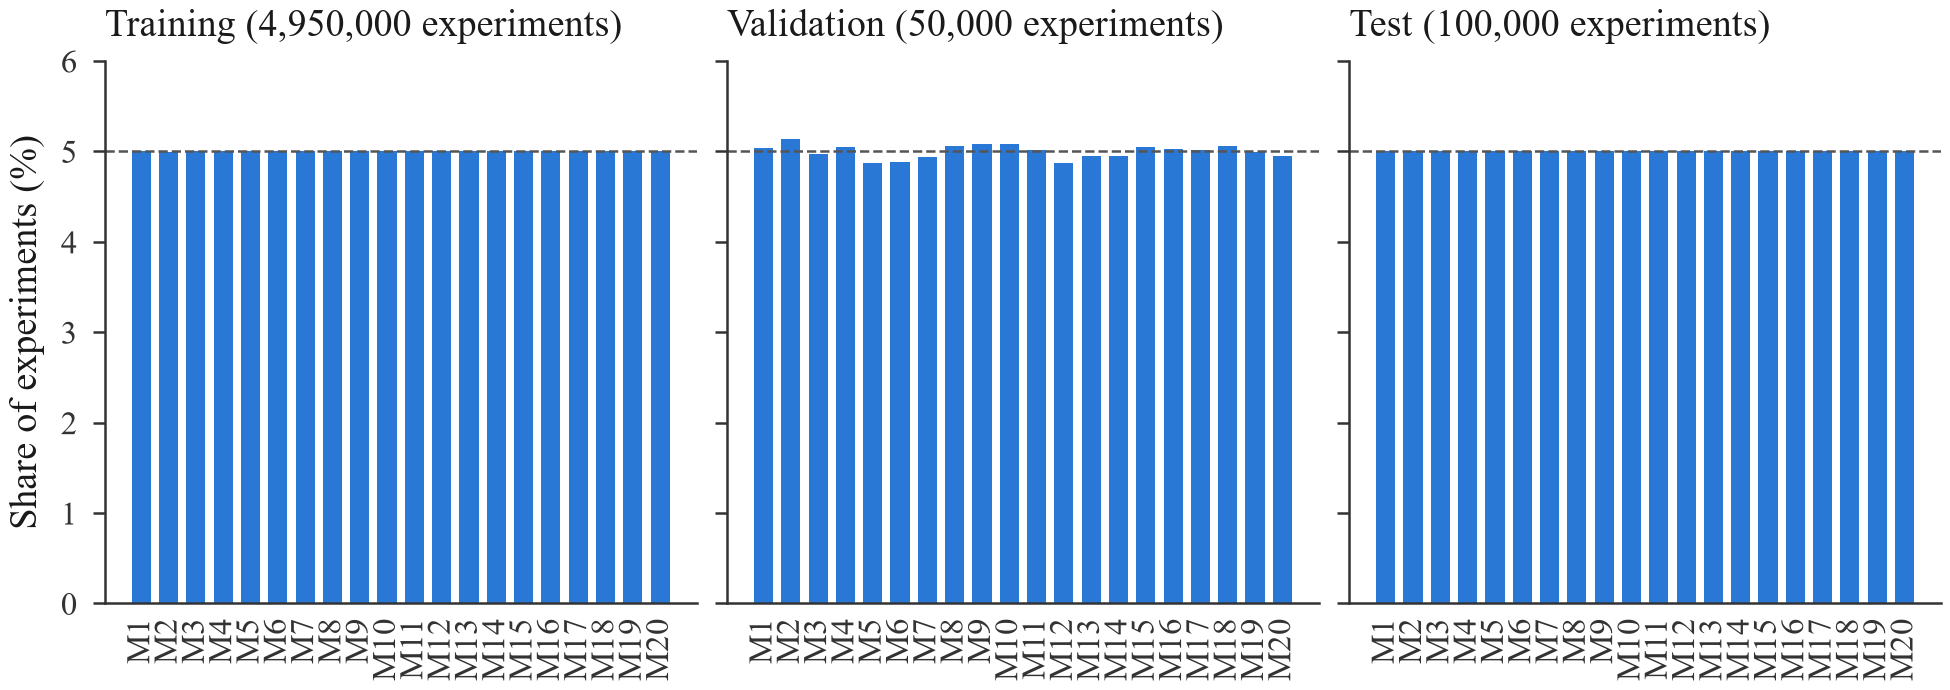 Training (4,950,000 experiments)
Validation (50,000 experiments)
Test (100,000 experiments)
Share of experiments (%)
6
5
4
3
2
1
0
M1 M2 M3 M4 M5 M6 M7 M8 M9 M10 M11 M12 M13 M14 M15 M16 M17 M18 M19 M20
M1 M2 M3 M4 M5 M6 M7 M8 M9 M10 M11 M12 M13 M14 M15 M16 M17 M18 M19 M20
M1 M2 M3 M4 M5 M6 M7 M8 M9 M10 M11 M12 M13 M14 M15 M16 M17 M18 M19 M20